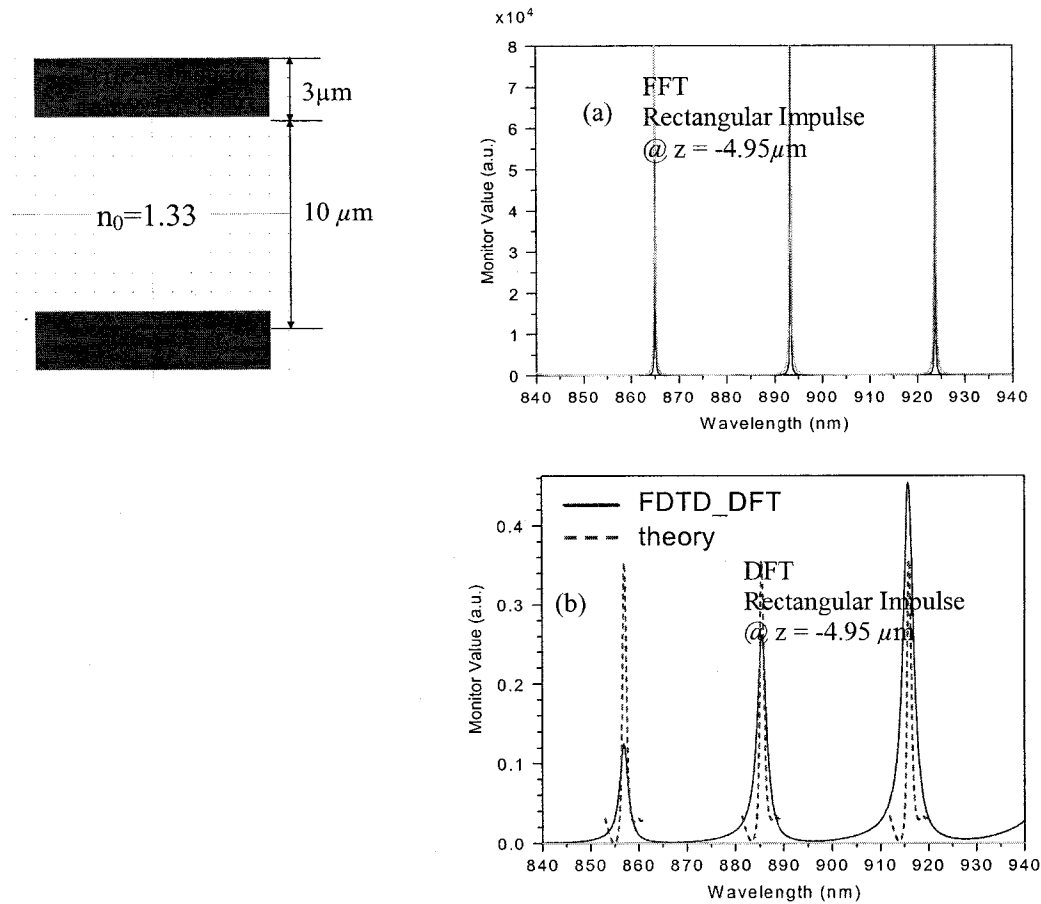 3μm
10 μm
n₀=1.33
x10⁴
8
7
6
5
4
3
2
1
0
Monitor Value (a.u.)
(a)
FFT
Rectangular Impulse
@ z = -4.95μm
840 850 860 870 880 890 900 910 920 930 940
Wavelength (nm)
0.4
0.3
0.2
0.1
0.0
Monitor Value (a.u.)
FDTD_DFT
theory
(b)
DFT
Rectangular Impulse
@ z = -4.95 μm
840 850 860 870 880 890 900 910 920 930 940
Wavelength (nm)